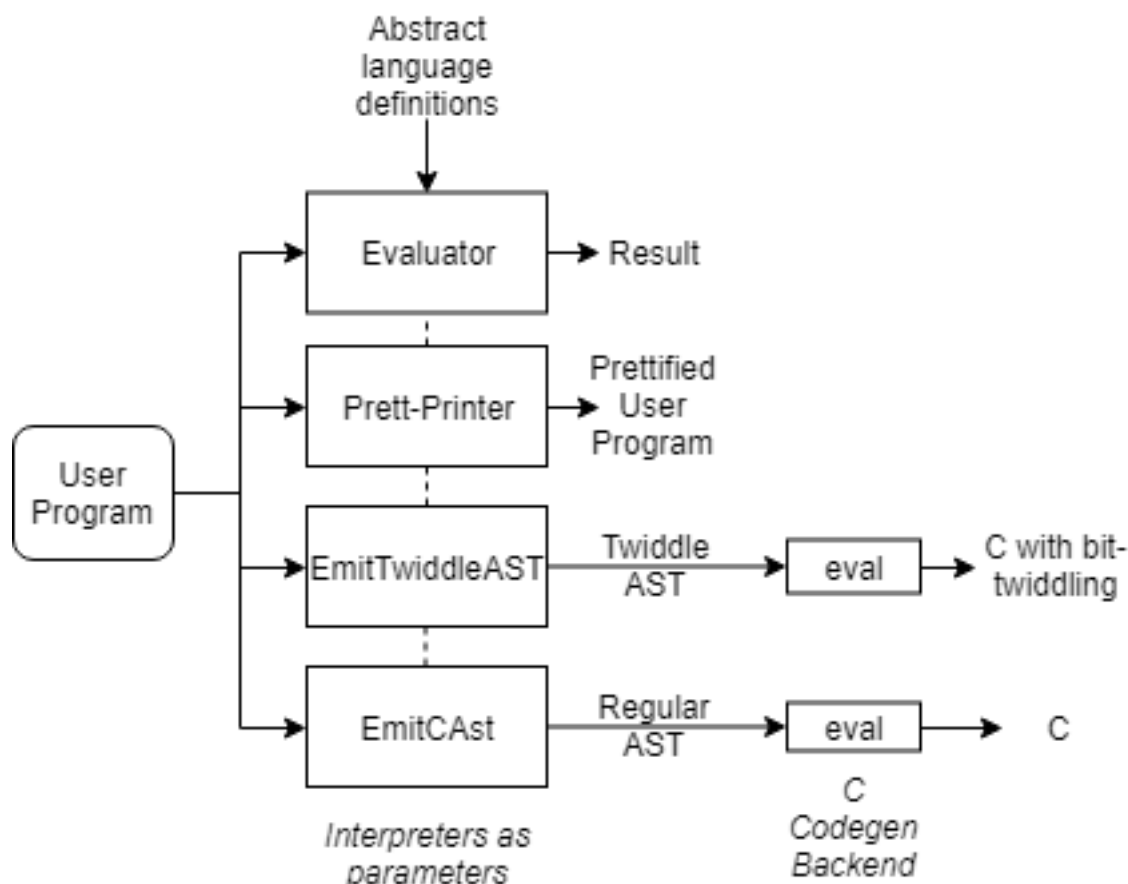 Abstract
language
definitions
Evaluator
Result
Prett-Printer
Prettified
User
Program
User
Program
EmitTwiddleAST
Twiddle
AST
eval
C with bit-
twiddling
EmitCAst
Regular
AST
eval
C
Interpreters as
parameters
C
Codegen
Backend